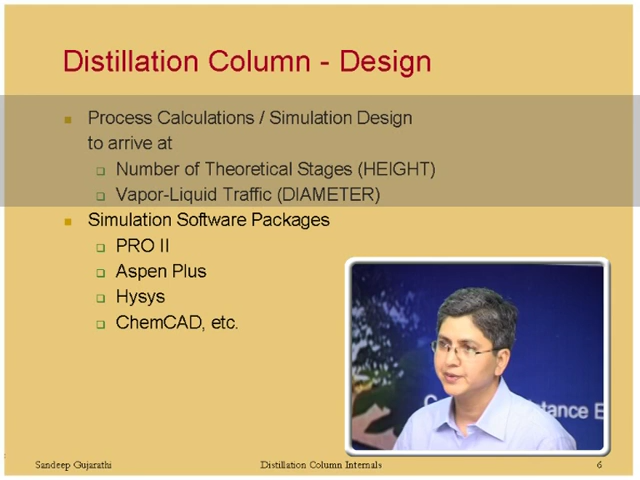 Distillation Column - Design
Process Calculations / Simulation Design
to arrive at
Number of Theoretical Stages (HEIGHT)
Vapor-Liquid Traffic (DIAMETER)
Simulation Software Packages
PRO II
Aspen Plus
Hysys
ChemCAD, etc.
Sandeep Gujarathi
Distillation Column Internals
6